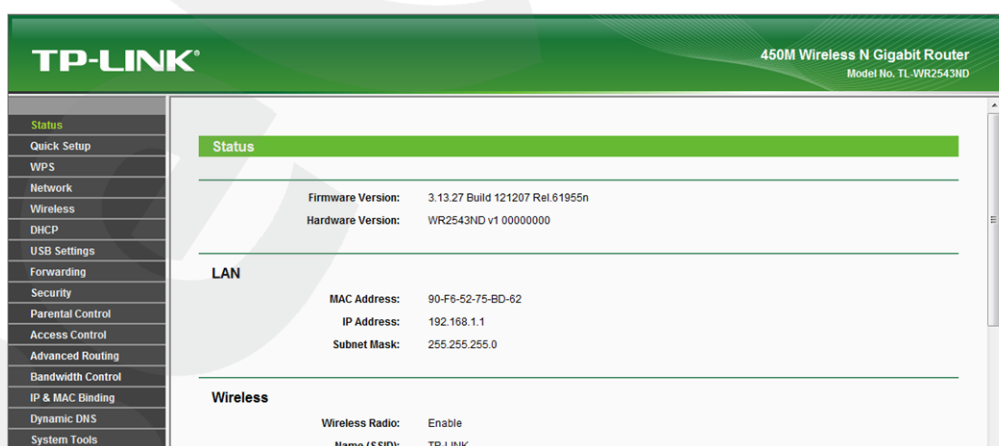 TP-LINK®
450M Wireless N Gigabit Router
Model No. TL-WR2543ND
Status
Quick Setup
WPS
Network
Wireless
DHCP
USB Settings
Forwarding
Security
Parental Control
Access Control
Advanced Routing
Bandwidth Control
IP & MAC Binding
Dynamic DNS
System Tools
Status
Firmware Version: 3.13.27 Build 121207 Rel.61955n
Hardware Version: WR2543ND v1 00000000
LAN
MAC Address: 90-F6-52-75-BD-62
IP Address: 192.168.1.1
Subnet Mask: 255.255.255.0
Wireless
Wireless Radio: Enable
Name (SSID): TP-LINK